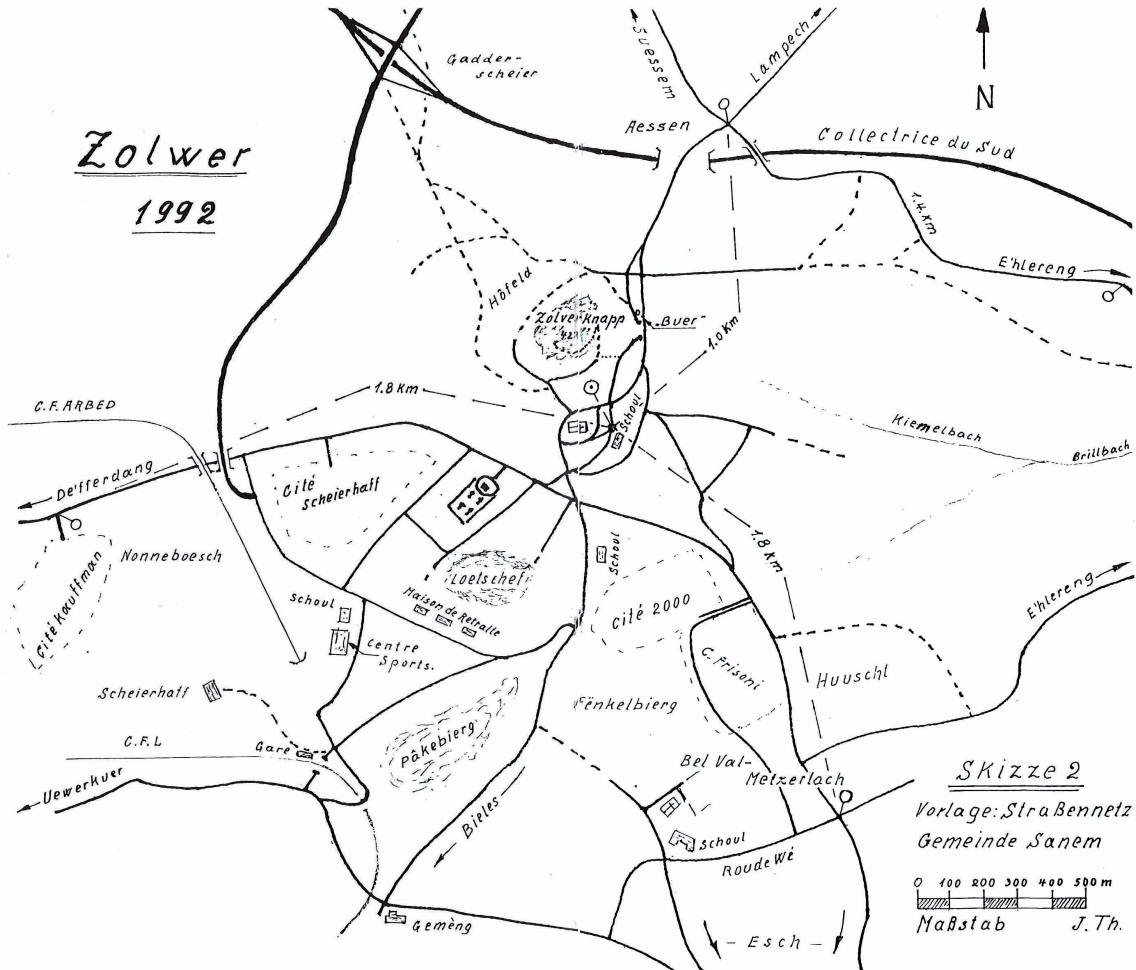 Zolwer
1992
Gadder-
scheier
Suessem
Lampech
N
Aessen
Collectrice du Sud
1.4 Km
E'hlereng
Höfeld
Zolver Knapp
„Buer"
1.0 Km
1.8 Km
C.F. ARBED
Schoul
Kiemelbach
Brillbach
De'fferdang
Cité
Scheierhaff
Nonneboesch
Cité Kauffman
Loetschef
Schoul
1.8 Km
Maison de Retraite
Schoul
Centre
Sports.
Cité 2000
C. Frisoni
E'hlereng
Huuschl
Scheierhaff
C.F.L
Gare
Pâkebierg
Fënkelbierg
Uewerkuer
Bieles
Bel Val-
Metzerlach
Schoul
Roude Wé
Gemèng
- Esch -
Skizze 2
Vorlage: Straßennetz
Gemeinde Sanem
0 100 200 300 400 500 m
Maßstab J. Th.